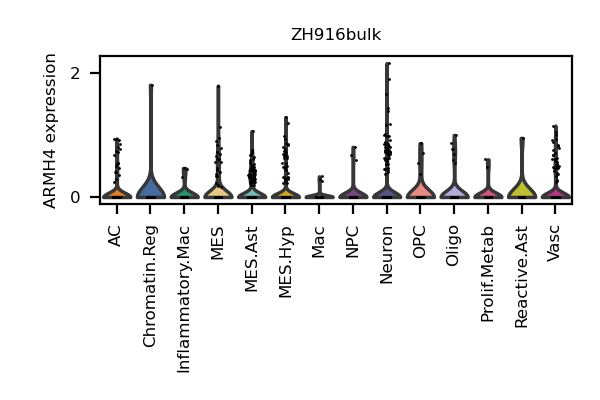 ZH916bulk
ARMH4 expression
2
0
AC
Chromatin.Reg
Inflammatory.Mac
MES
MES.Ast
MES.Hyp
Mac
NPC
Neuron
OPC
Oligo
Prolif.Metab
Reactive.Ast
Vasc